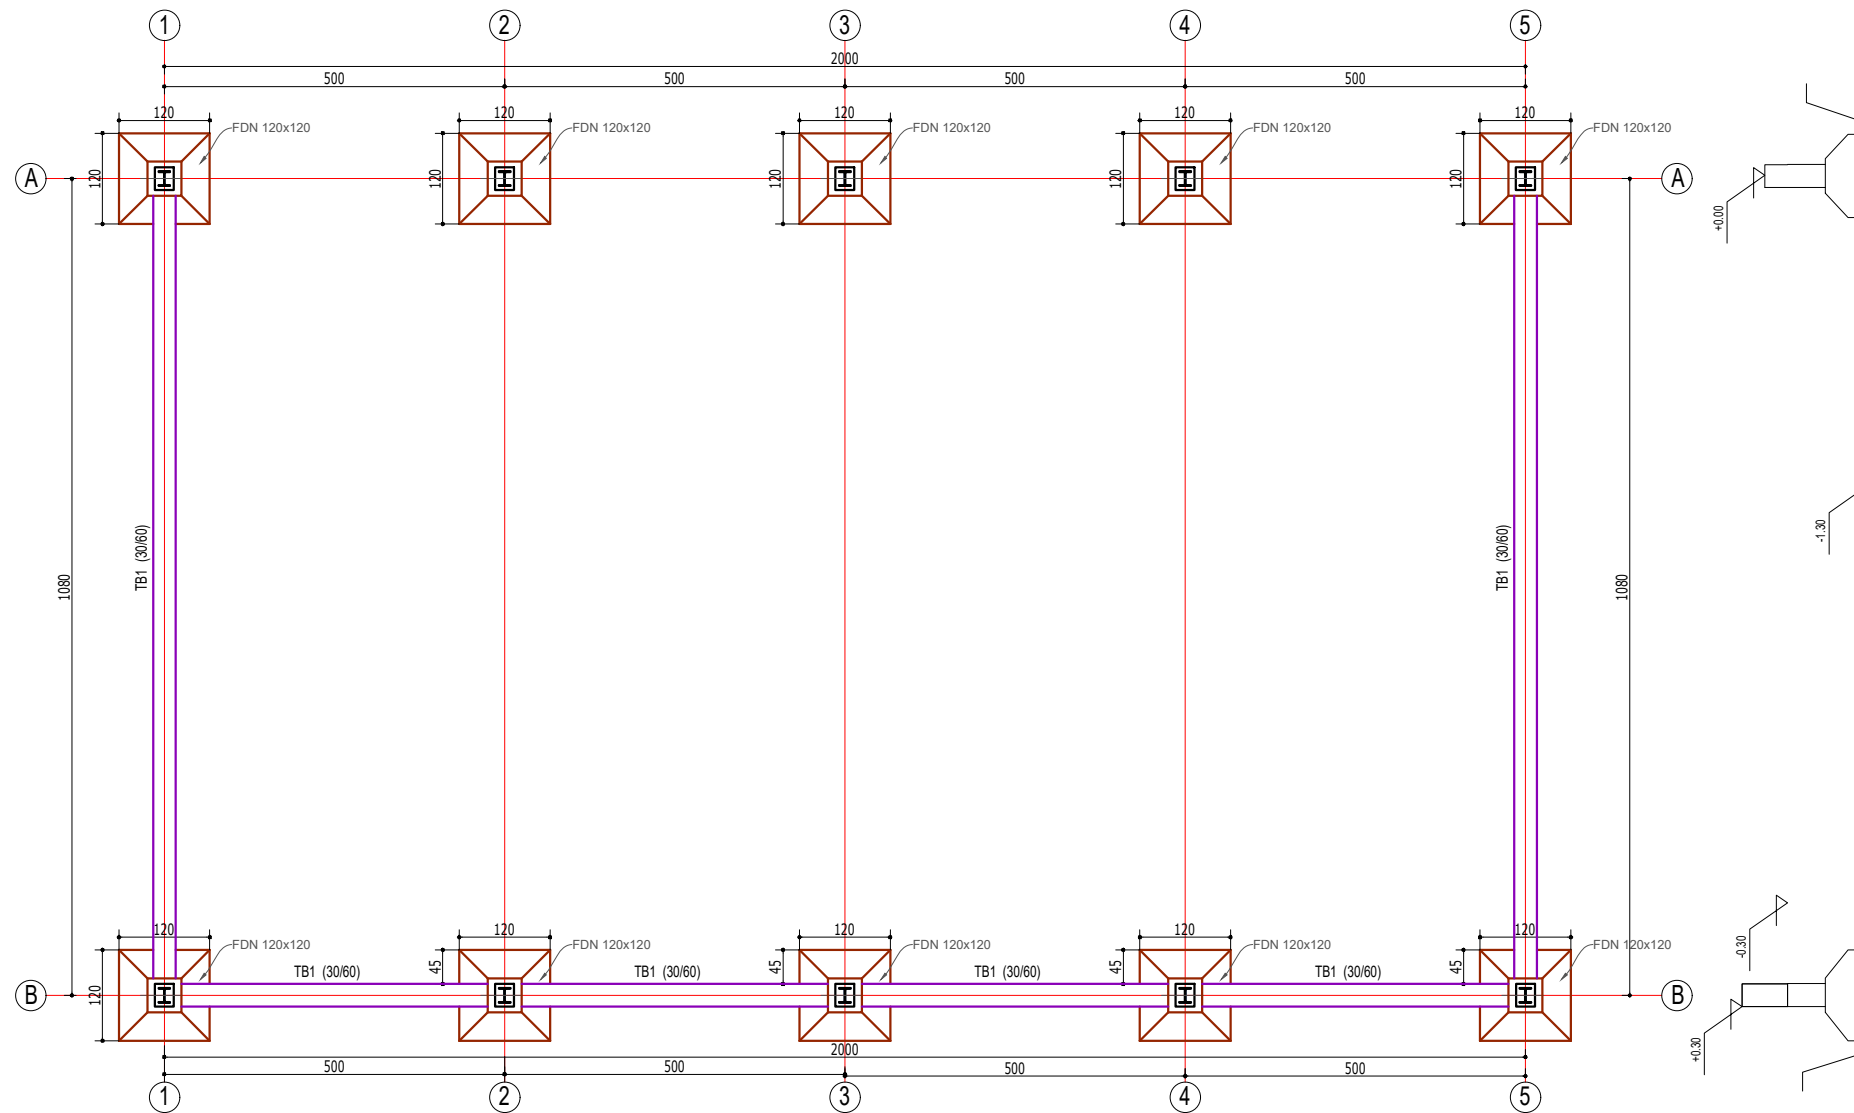 1 2 3 4 5
2000
500 500 500 500
120 120 120 120 120
FDN 120x120 FDN 120x120 FDN 120x120 FDN 120x120 FDN 120x120
A 120 120 120 120 120 A
+0.00
TB1 (30/60) TB1 (30/60)
-1.30
1080 1080
120 120 120 120 120
FDN 120x120 FDN 120x120 FDN 120x120 FDN 120x120 FDN 120x120
-0.30
45 45 45 45
TB1 (30/60) TB1 (30/60) TB1 (30/60) TB1 (30/60)
B 120 B
+0.30
2000
500 500 500 500
1 2 3 4 5